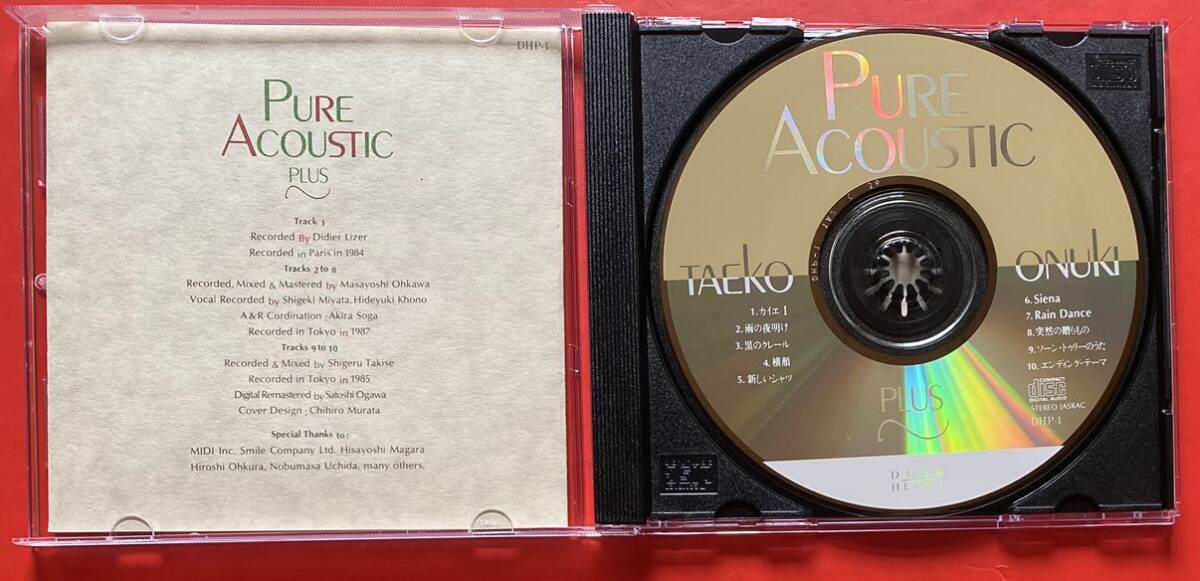 DHP-1
PURE
ACOUSTIC
PLUS
Track 1
Recorded By Didier Lizer
Recorded in Paris in 1984
Tracks 2 to 8
Recorded, Mixed & Mastered by Masayoshi Ohkawa
Vocal Recorded by Shigeki Miyata, Hideyuki Khono
A&R Cordination : Akira Soga
Recorded in Tokyo in 1987
Tracks 9 to 10
Recorded & Mixed by Shigeru Takise
Recorded in Tokyo in 1985
Digital Remastered by Satoshi Ogawa
Cover Design : Chihiro Murata
Special Thanks to :
MIDI Inc. Smile Company Ltd. Hisayoshi Magara
Hiroshi Ohkura, Nobumasa Uchida, many others.
PURE
ACOUSTIC
TAEKO ONUKI
1. カイエ I
2. 雨の夜明け
3. 黒のクレール
4. 横顔
5. 新しいシャツ
6. Siena
7. Rain Dance
8. 突然の贈りもの
9. ソーン・トゥリーのうた
10. エンディング・テーマ
COMPACT
disc
DIGITAL AUDIO
STEREO JASRAC
DHP-1
PLUS